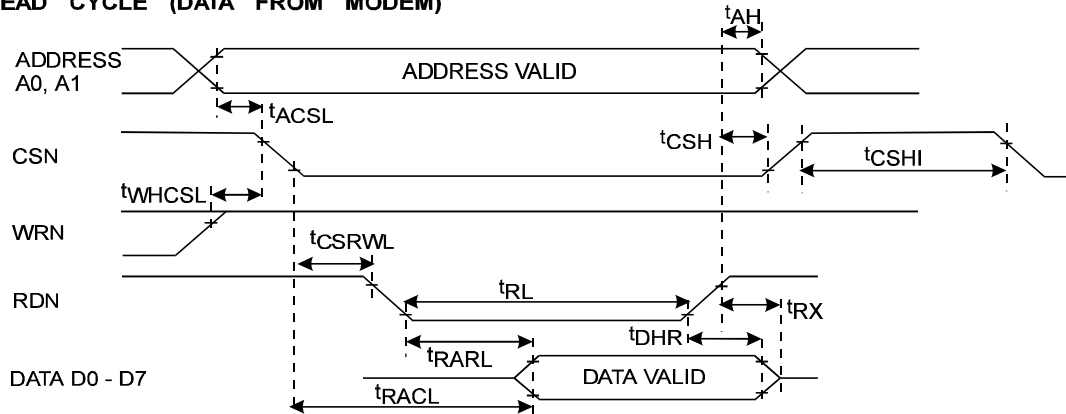 EAD CYCLE (DATA FROM MODEM)
tAH
ADDRESS
A0, A1
ADDRESS VALID
tACSL
CSN
tCSH
tCSHI
tWHCSL
WRN
tCSRWL
RDN
tRL
tRX
tDHR
tRARL
DATA D0 - D7
DATA VALID
tRACL